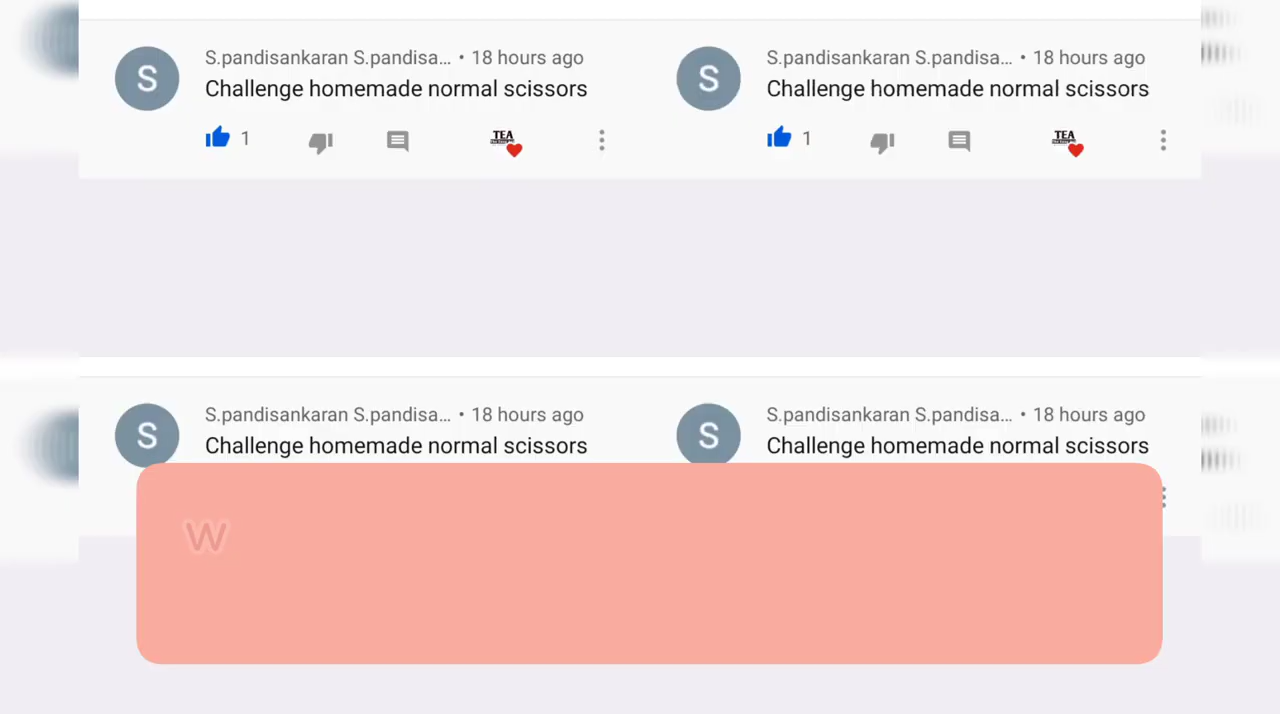 S.pandisankaran S.pandisa... • 18 hours ago
Challenge homemade normal scissors
1
TEA
S.pandisankaran S.pandisa... • 18 hours ago
Challenge homemade normal scissors
1
TEA
S.pandisankaran S.pandisa... • 18 hours ago
Challenge homemade normal scissors
S.pandisankaran S.pandisa... • 18 hours ago
Challenge homemade normal scissors
S
S
S
S
W